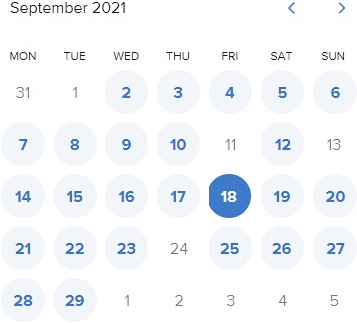 September 2021
MON TUE WED THU FRI SAT SUN
31 1 2 3 4 5 6
7 8 9 10 11 12 13
14 15 16 17 18 19 20
21 22 23 24 25 26 27
28 29 1 2 3 4 5